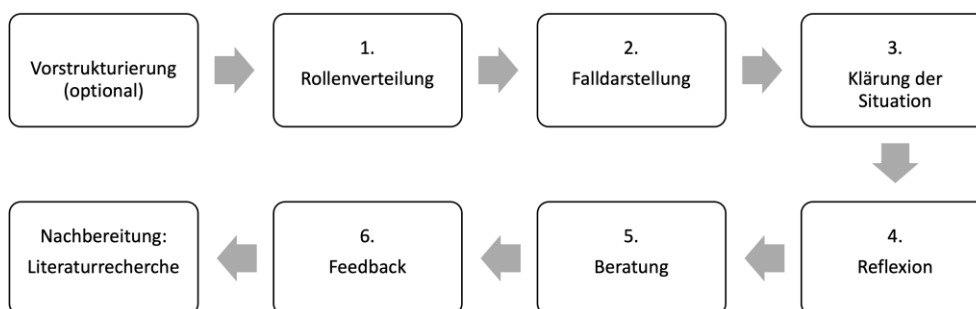 Vorstrukturierung
(optional)
1.
Rollenverteilung
2.
Falldarstellung
3.
Klärung der
Situation
4.
Reflexion
5.
Beratung
6.
Feedback
Nachbereitung:
Literaturrecherche